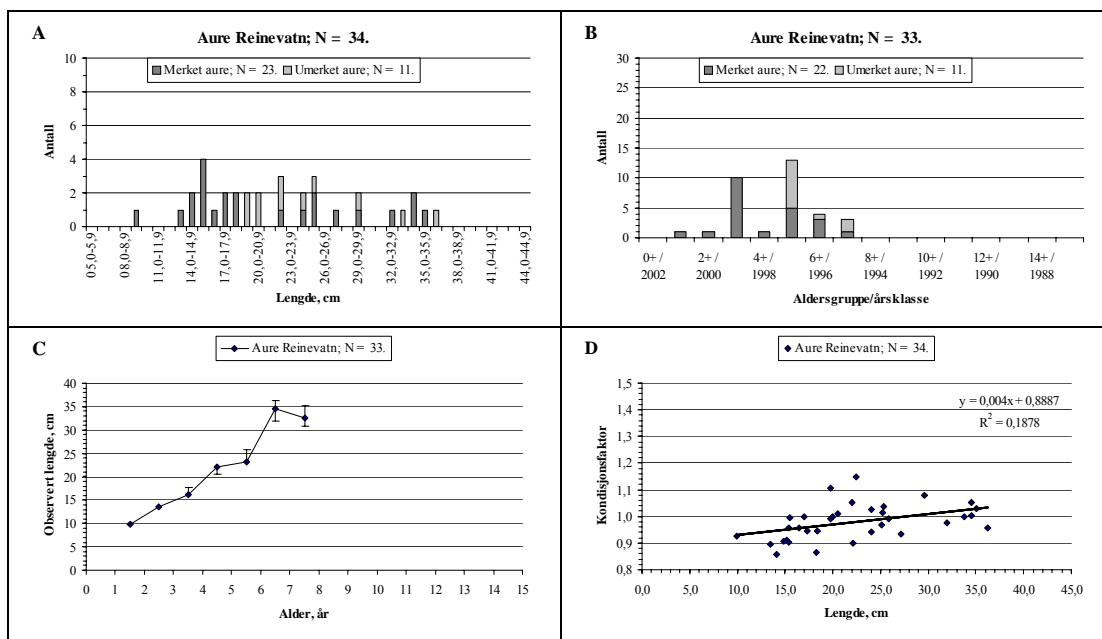 A
Aure Reinevatn; N = 34.
Merket aure; N = 23. Umerket aure; N = 11.
Antall
10
8
6
4
2
0
05,0-5,9 08,0-8,9 11,0-11,9 14,0-14,9 17,0-17,9 20,0-20,9 23,0-23,9 26,0-26,9 29,0-29,9 32,0-32,9 35,0-35,9 38,0-38,9 41,0-41,9 44,0-44,9
Lengde, cm
B
Aure Reinevatn; N = 33.
Merket aure; N = 22. Umerket aure; N = 11.
Antall
30
25
20
15
10
5
0
0+ / 2+ / 4+ / 6+ / 8+ / 10+ / 12+ / 14+ /
2002 2000 1998 1996 1994 1992 1990 1988
Aldersgruppe/årsklasse
C
Aure Reinevatn; N = 33.
Observert lengde, cm
40
35
30
25
20
15
10
5
0
0 1 2 3 4 5 6 7 8 9 10 11 12 13 14 15
Alder, år
D
Aure Reinevatn; N = 34.
Kondisjonsfaktor
1,5
1,4
1,3
1,2
1,1
1,0
0,9
0,8
y = 0,004x + 0,8887
R2 = 0,1878
0,0 5,0 10,0 15,0 20,0 25,0 30,0 35,0 40,0 45,0
Lengde, cm